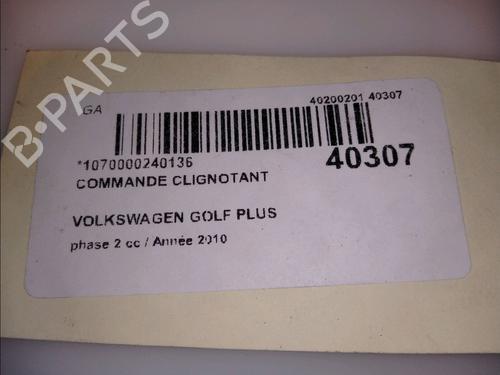 B-PARTS
GA
40200201 40307
*1070000240136
40307
COMMANDE CLIGNOTANT
VOLKSWAGEN GOLF PLUS
phase 2 cc / Année 2010